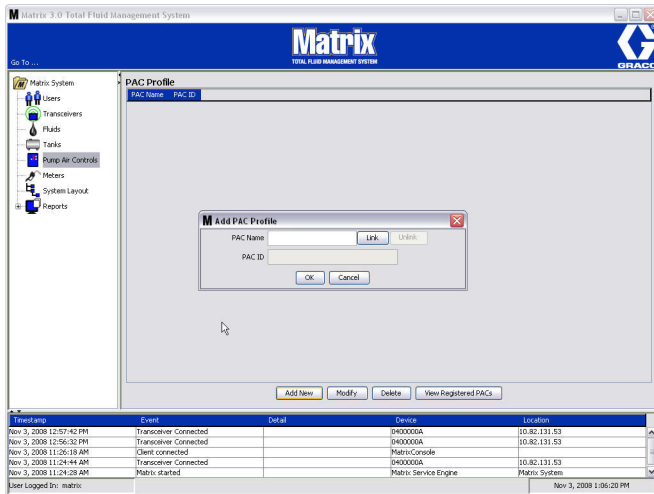 Matrix 3.0 Total Fluid Management System
Go To ...
Matrix
TOTAL FLUID MANAGEMENT SYSTEM
GRACO
Matrix System
Users
Transceivers
Fluids
Tanks
Pump Air Controls
Meters
System Layout
Reports
PAC Profile
PAC Name PAC ID
Add PAC Profile
PAC Name Link Unlink
PAC ID
OK Cancel
Add New Modify Delete View Registered PACs
Timestamp Event Detail Device Location
Nov 3, 2008 12:57:42 PM Transceiver Connected 0400000A 10.82.131.53
Nov 3, 2008 12:56:32 PM Transceiver Connected 0400000A 10.82.131.53
Nov 3, 2008 11:26:18 AM Client connected MatrixConsole
Nov 3, 2008 11:24:44 AM Transceiver Connected 0400000A 10.82.131.53
Nov 3, 2008 11:24:28 AM Matrix started Matrix Service Engine Matrix System
User Logged In: matrix Nov 3, 2008 1:06:20 PM